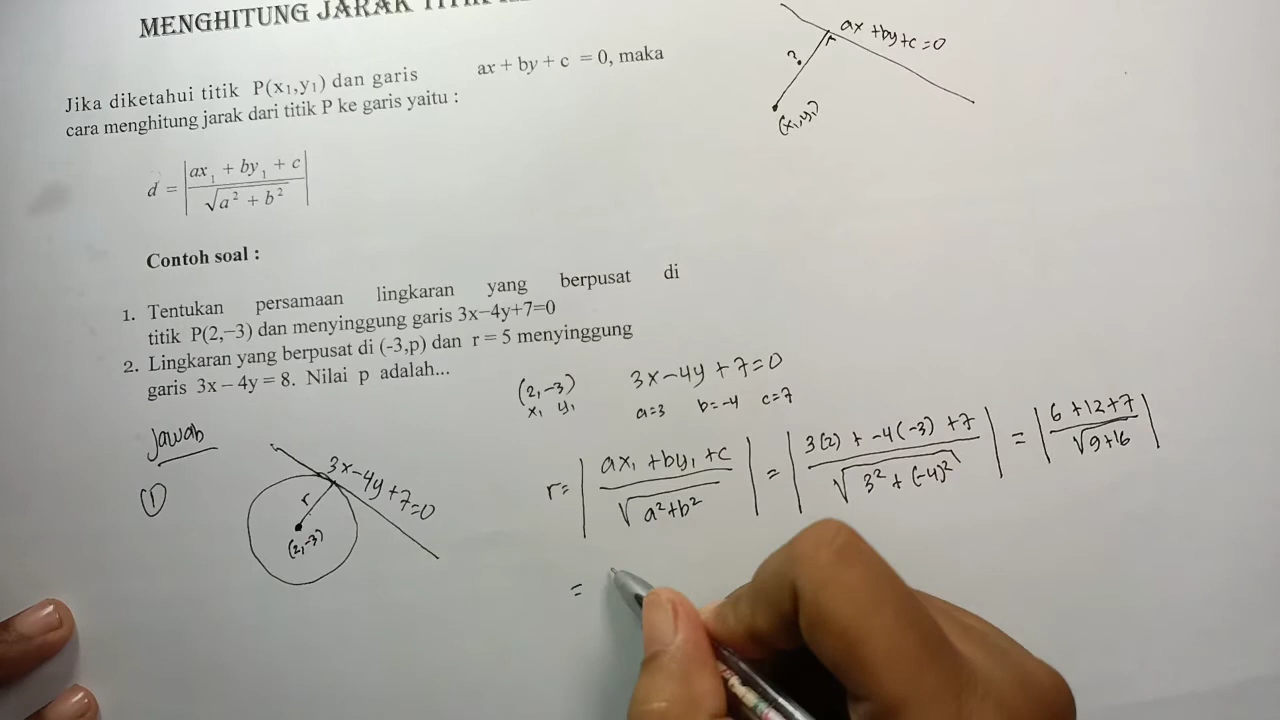 MENGHITUNG JARAK TITIK
Jika diketahui titik P(x₁,y₁) dan garis ax + by + c = 0, maka
cara menghitung jarak dari titik P ke garis yaitu :
d = |ax₁ + by₁ + c / √a² + b²|
Contoh soal :
1. Tentukan persamaan lingkaran yang berpusat di
titik P(2,−3) dan menyinggung garis 3x−4y+7=0
2. Lingkaran yang berpusat di (-3,p) dan r = 5 menyinggung
garis 3x – 4y = 8. Nilai p adalah...
ax + by + c = 0
?
(x₁,y₁)
Jawab
(1)
3x-4y+7=0
r
(2,-3)
(2,-3) 3x-4y+7=0
x₁ y₁ a=3 b=-4 c=7
r= |ax₁ +by₁ +c / √a²+b²| = |3(2) + -4(-3) +7 / √3² + (-4)²| = |6 +12 +7 / √9+16|
=